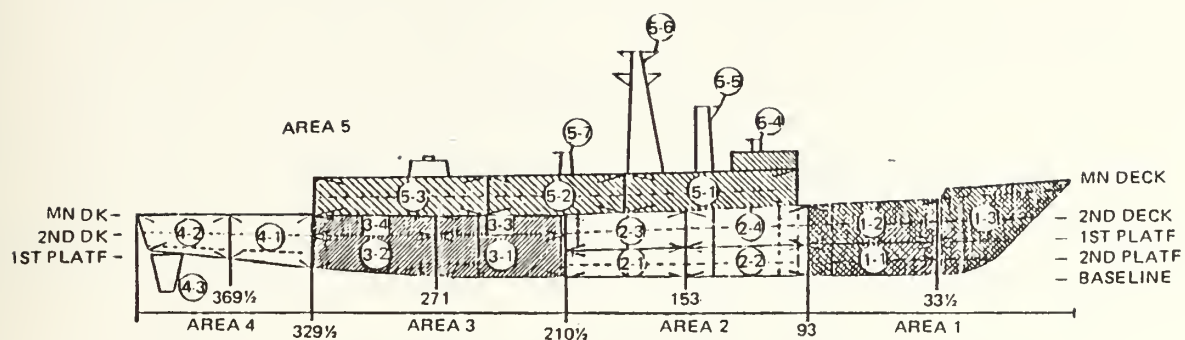 5-6
5-5
AREA 5
5-7
5-4
MN DECK
5-3
5-2
5-1
MN DK
3-4
3-3
1-2
1-3
2ND DECK
4-2
4-1
2-3
2-4
2ND DK
1ST PLATF
1ST PLATF
3-2
3-1
2-1
2-2
1-1
2ND PLATF
4-3
BASELINE
369½
271
153
33½
AREA 4
329½
AREA 3
210½
AREA 2
93
AREA 1